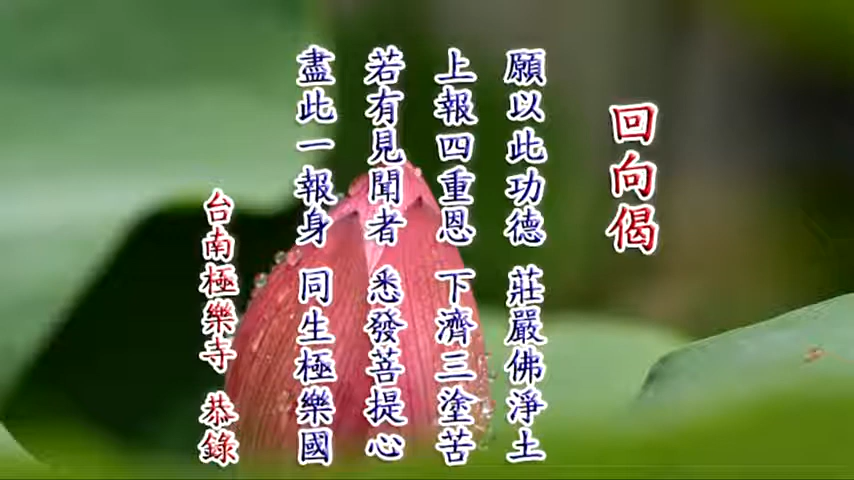 回向偈
願以此功德 莊嚴佛淨土
上報四重恩 下濟三塗苦
若有見聞者 悉發菩提心
盡此一報身 同生極樂國
台南極樂寺 恭錄